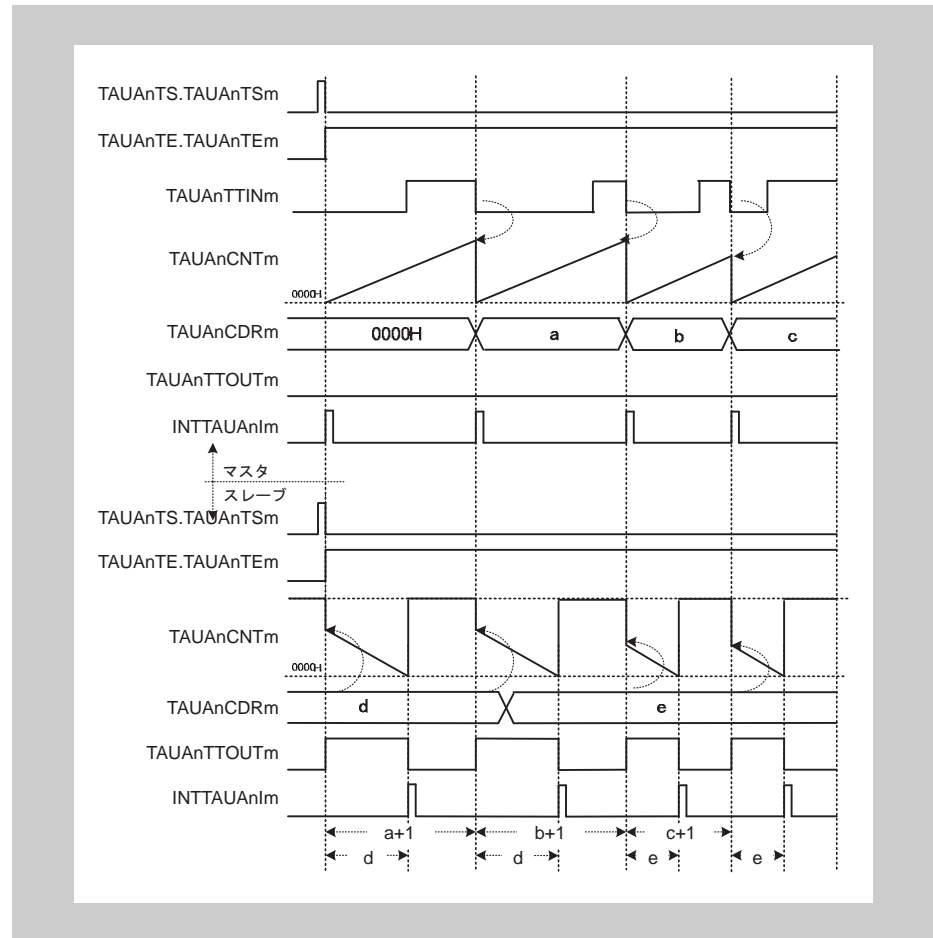 TAUAnTS.TAUAnTSm
TAUAnTE.TAUAnTEm
TAUAnTTINm
TAUAnCNTm
0000H
TAUAnCDRm
0000H a b c
TAUAnTTOUTm
INTTAUAnIm
マスタ
スレーブ
TAUAnTS.TAUAnTSm
TAUAnTE.TAUAnTEm
TAUAnCNTm
0000H
TAUAnCDRm
d e
TAUAnTTOUTm
INTTAUAnIm
a+1 b+1 c+1
d d e e